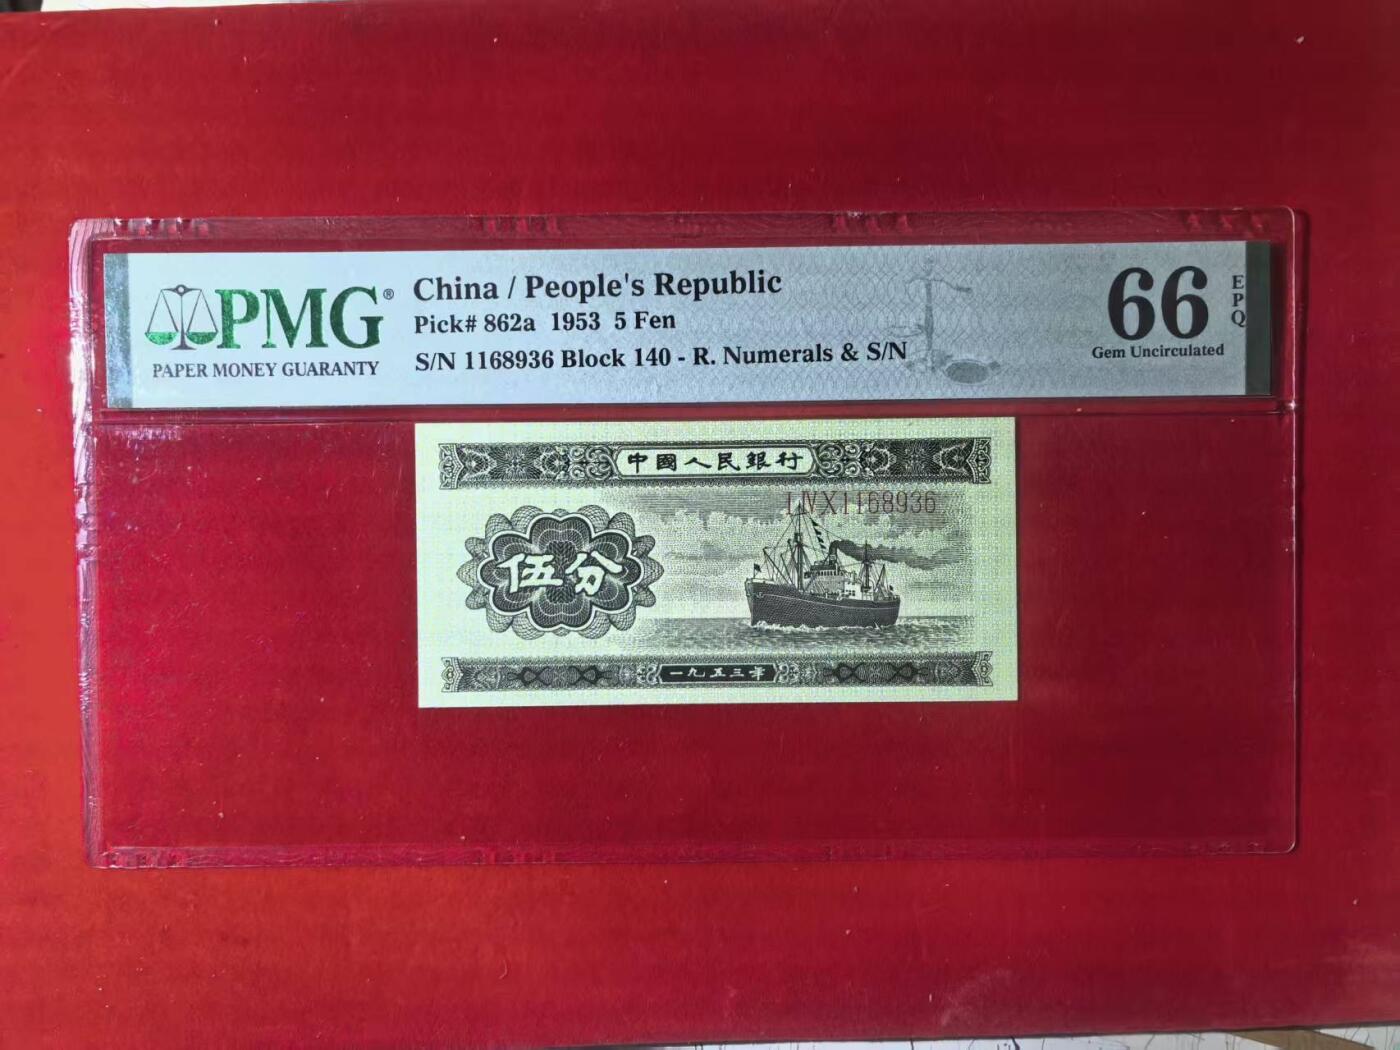 PMG®
PAPER MONEY GUARANTY
China / People's Republic
Pick# 862a 1953 5 Fen
S/N 1168936 Block 140 - R. Numerals & S/N
66
EPQ
Gem Uncirculated
中國人民銀行
I IV X 1168936
伍分
一九五三年